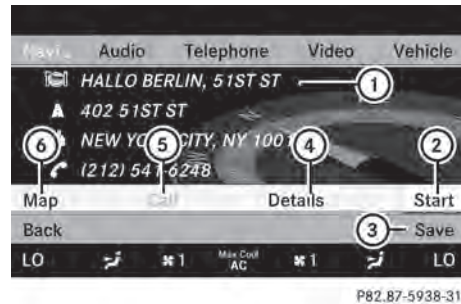 Navi Audio Telephone Video Vehicle
HALLO BERLIN, 51ST ST
1
402 51ST ST
NEW YO CITY, NY 1001
6 5 4 2
(212) 541-6248
Map Call Details Start
Back 3 Save
LO 1 Max Cool AC 1 LO
P82.87-5938-31